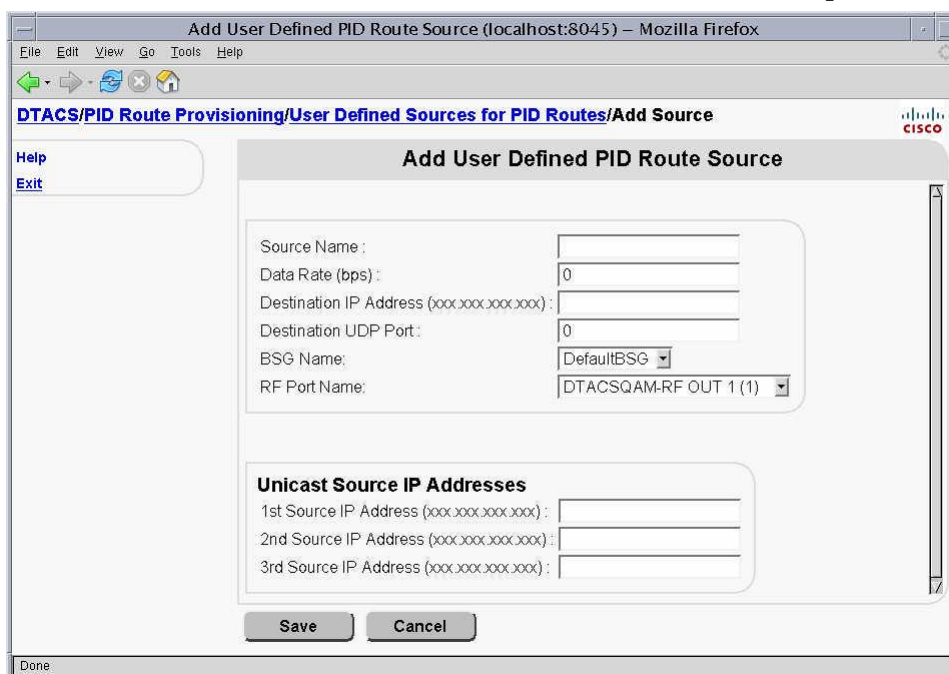 Add User Defined PID Route Source (localhost:8045) – Mozilla Firefox
File Edit View Go Tools Help
DTACS/PID Route Provisioning/User Defined Sources for PID Routes/Add Source
CISCO
Help
Exit
Add User Defined PID Route Source
Source Name :
Data Rate (bps) : 0
Destination IP Address (xxx.xxx.xxx.xxx) :
Destination UDP Port : 0
BSG Name: DefaultBSG
RF Port Name: DTACSQAM-RF OUT 1 (1)
Unicast Source IP Addresses
1st Source IP Address (xxx.xxx.xxx.xxx) :
2nd Source IP Address (xxx.xxx.xxx.xxx) :
3rd Source IP Address (xxx.xxx.xxx.xxx) :
Save Cancel
Done